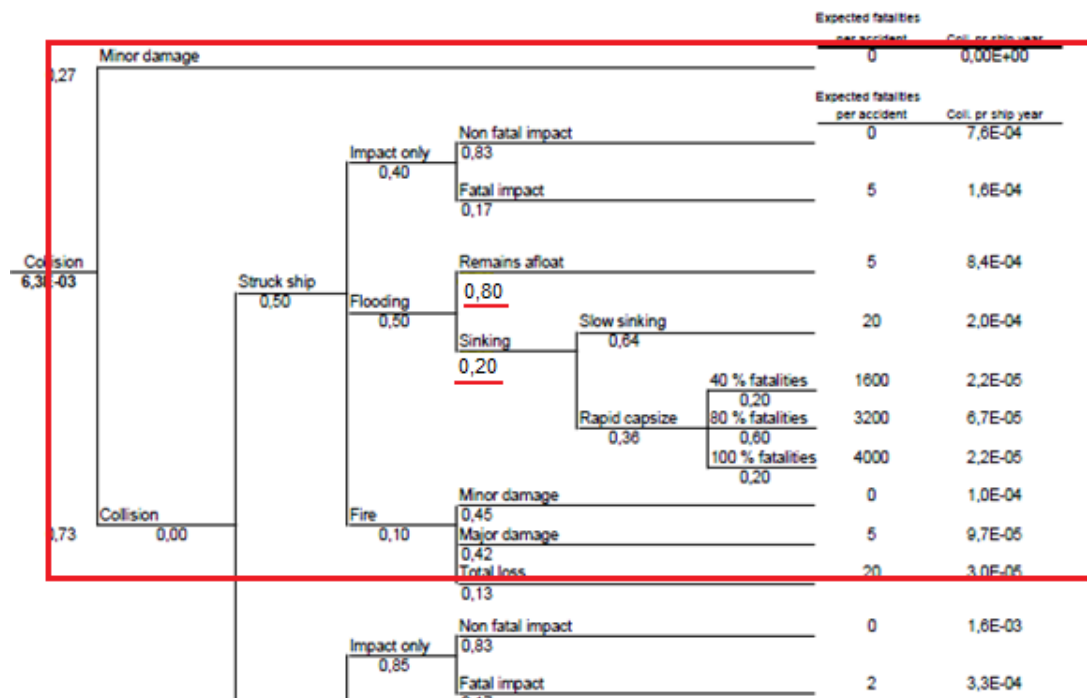 Expected fatalities
per accident Coll. pr ship year
Minor damage 0 0,00E+00
0,27
Expected fatalities
per accident Coll. pr ship year
Non fatal impact 0 7,6E-04
Impact only 0,83
0,40
Fatal impact 5 1,6E-04
0,17
Collision Remains afloat 5 8,4E-04
6,3E-03
Struck ship 0,80
0,50 Flooding
0,50 Slow sinking 20 2,0E-04
Sinking 0,64
0,20
40 % fatalities 1600 2,2E-05
0,20
Rapid capsize 80 % fatalities 3200 6,7E-05
0,36 0,60
100 % fatalities 4000 2,2E-05
0,20
Minor damage 0 1,0E-04
Collision Fire 0,45
0,73 0,00 0,10 Major damage 5 9,7E-05
0,42
Total loss 20 3,0E-05
0,13
Non fatal impact 0 1,6E-03
Impact only 0,83
0,85
Fatal impact 2 3,3E-04